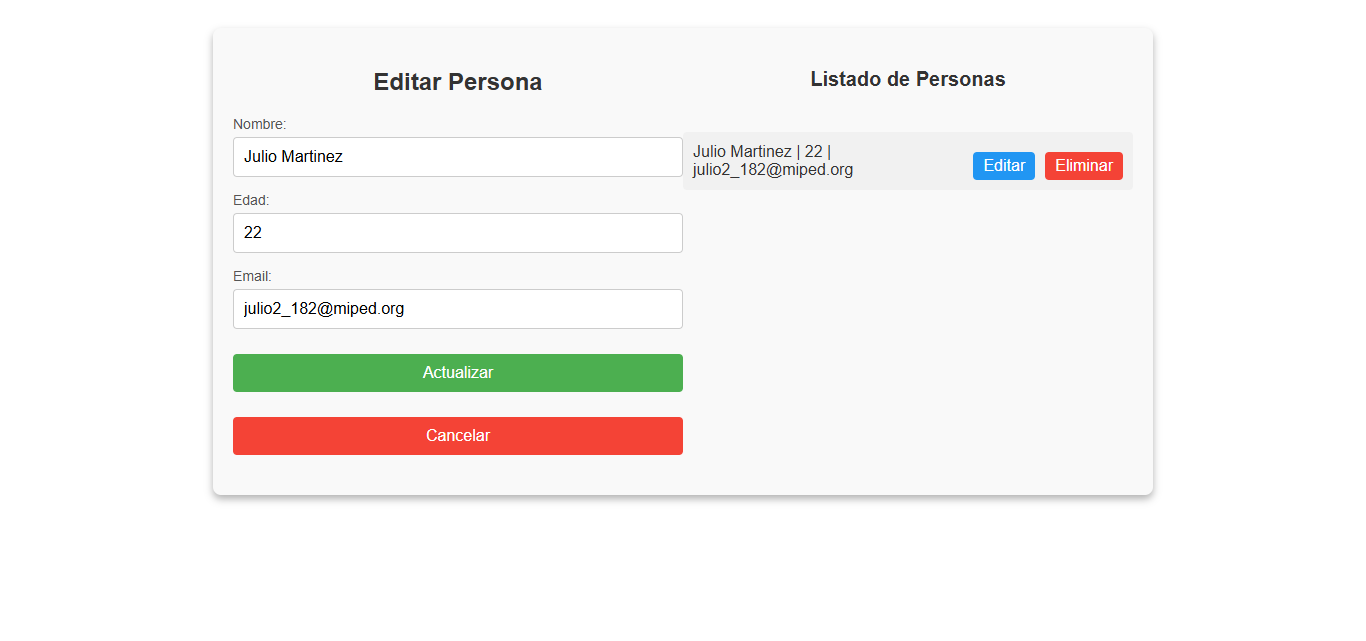 Editar Persona
Nombre:
Julio Martinez
Edad:
22
Email:
julio2_182@miped.org
Actualizar
Cancelar
Listado de Personas
Julio Martinez | 22 |
julio2_182@miped.org
Editar
Eliminar